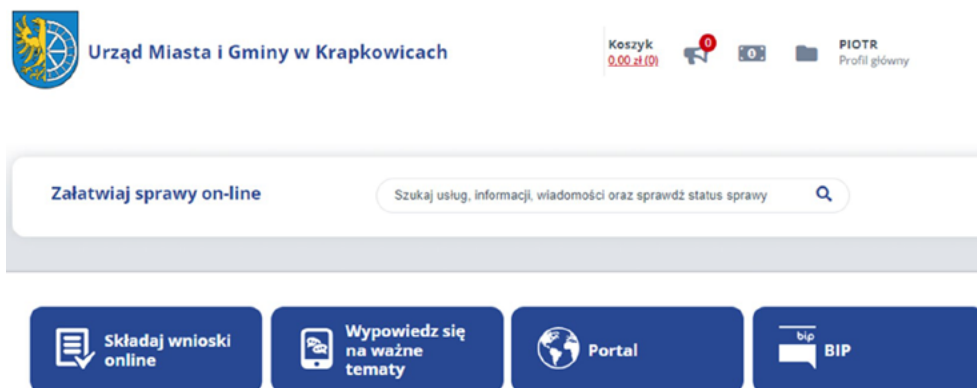 Urząd Miasta i Gminy w Krapkowicach
Koszyk
0,00 zł (0)
0
PIOTR
Profil główny
Załatwiaj sprawy on-line
Szukaj usług, informacji, wiadomości oraz sprawdź status sprawy
Składaj wnioski
online
Wypowiedz się
na ważne
tematy
Portal
bip
BIP